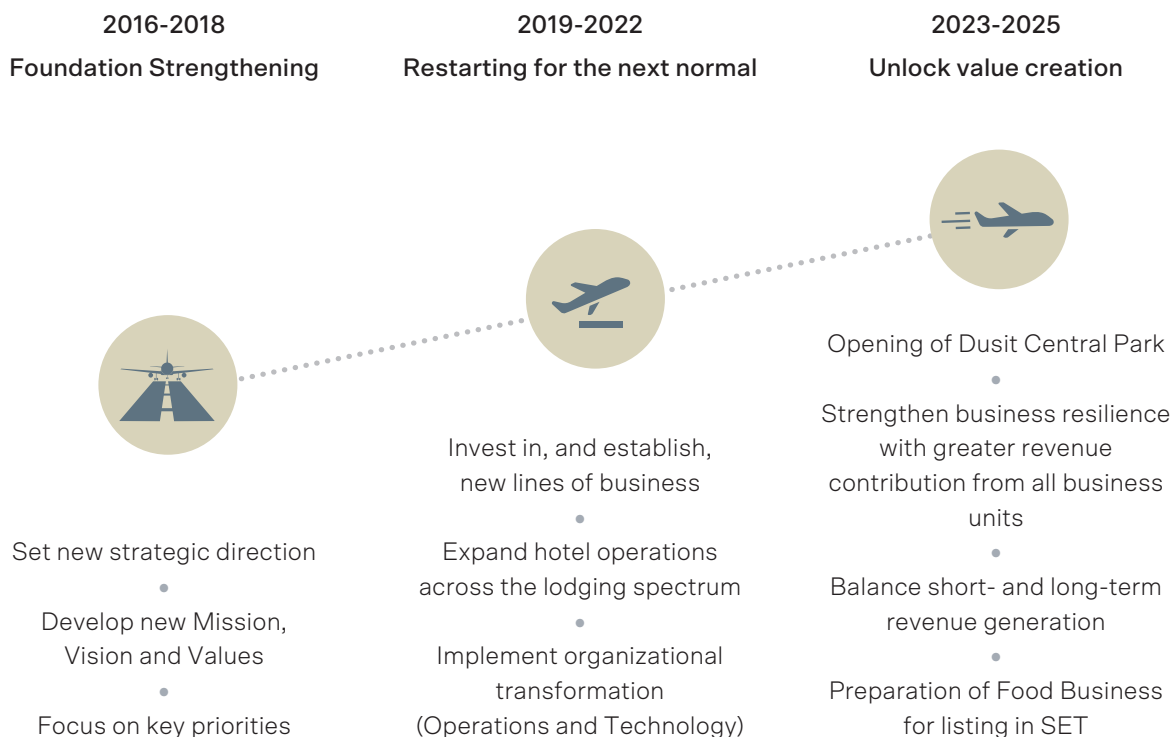 2016-2018
Foundation Strengthening
Set new strategic direction
Develop new Mission,
Vision and Values
Focus on key priorities
2019-2022
Restarting for the next normal
Invest in, and establish,
new lines of business
Expand hotel operations
across the lodging spectrum
Implement organizational
transformation
(Operations and Technology)
2023-2025
Unlock value creation
Opening of Dusit Central Park
Strengthen business resilience
with greater revenue
contribution from all business
units
Balance short- and long-term
revenue generation
Preparation of Food Business
for listing in SET